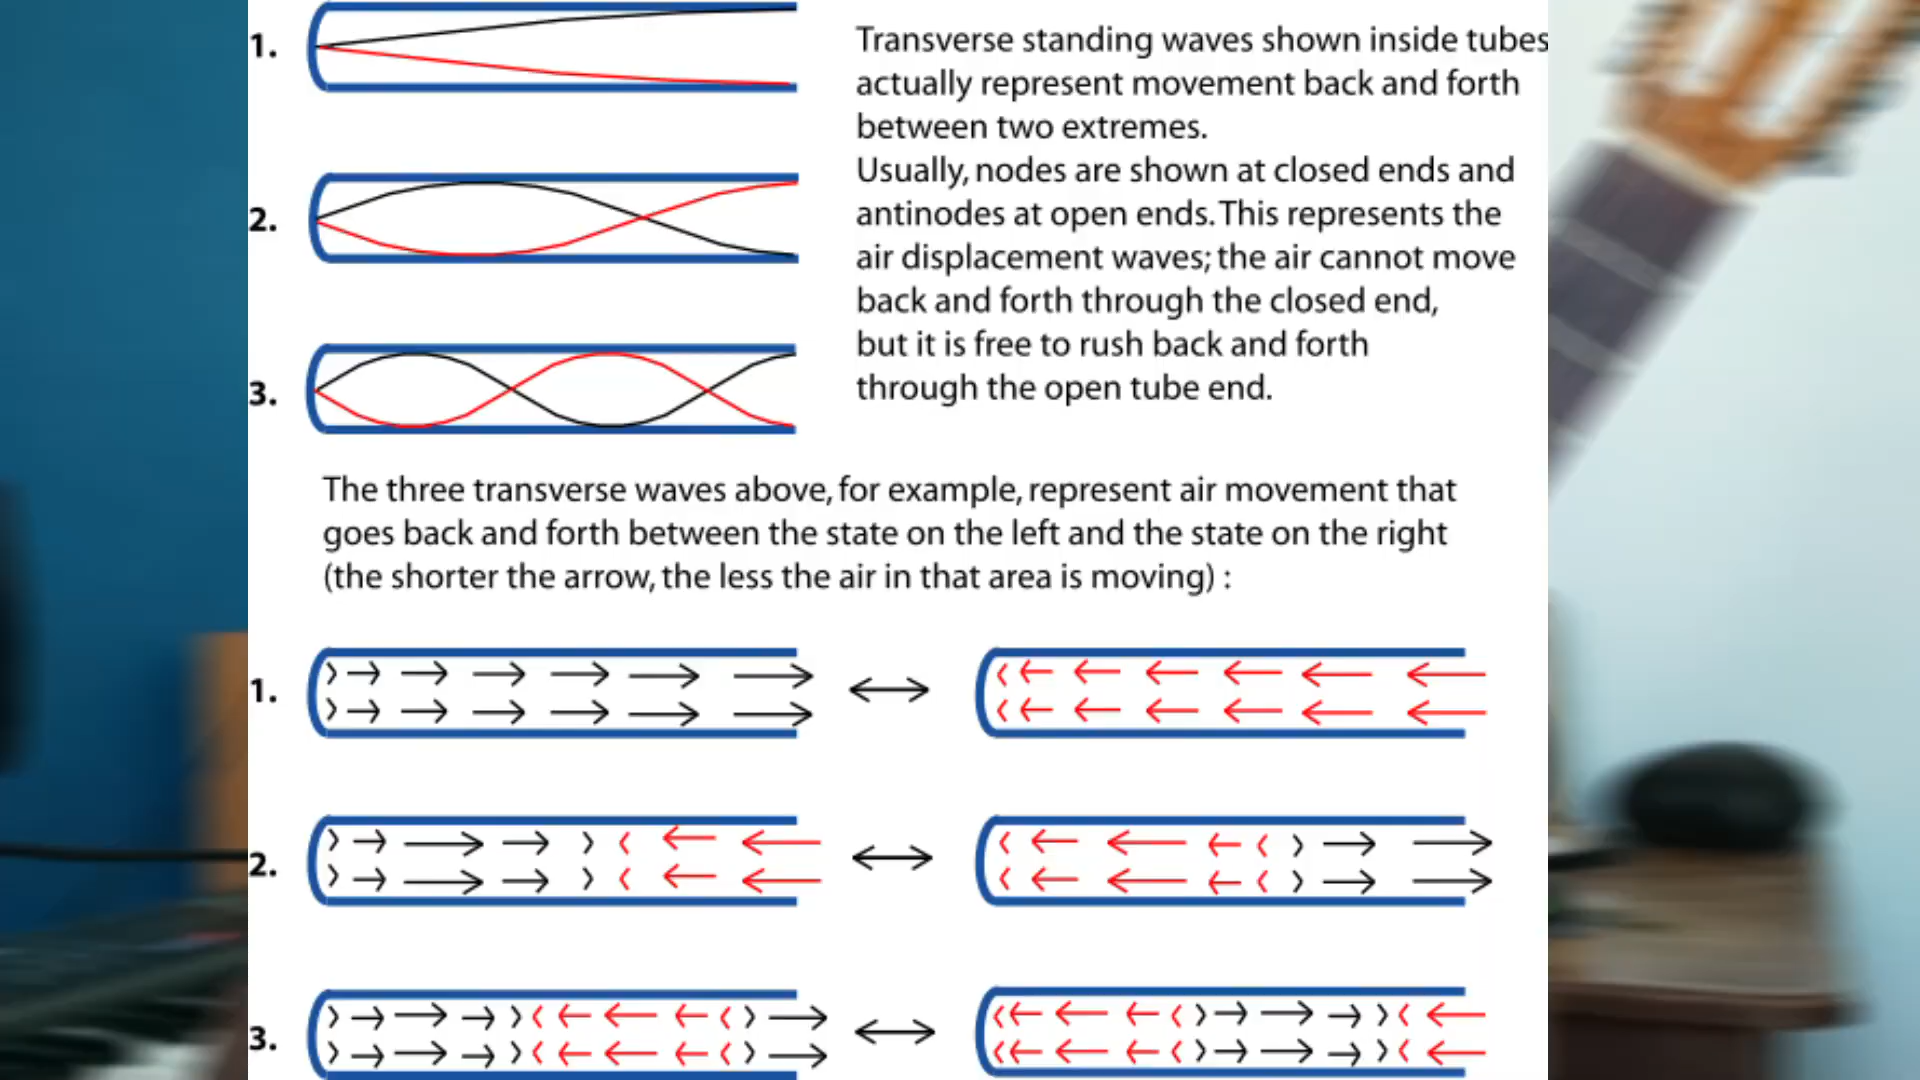 1.
Transverse standing waves shown inside tubes
actually represent movement back and forth
between two extremes.
Usually, nodes are shown at closed ends and
2.
antinodes at open ends. This represents the
air displacement waves; the air cannot move
back and forth through the closed end,
but it is free to rush back and forth
3.
through the open tube end.
The three transverse waves above, for example, represent air movement that
goes back and forth between the state on the left and the state on the right
(the shorter the arrow, the less the air in that area is moving) :
1.
2.
3.